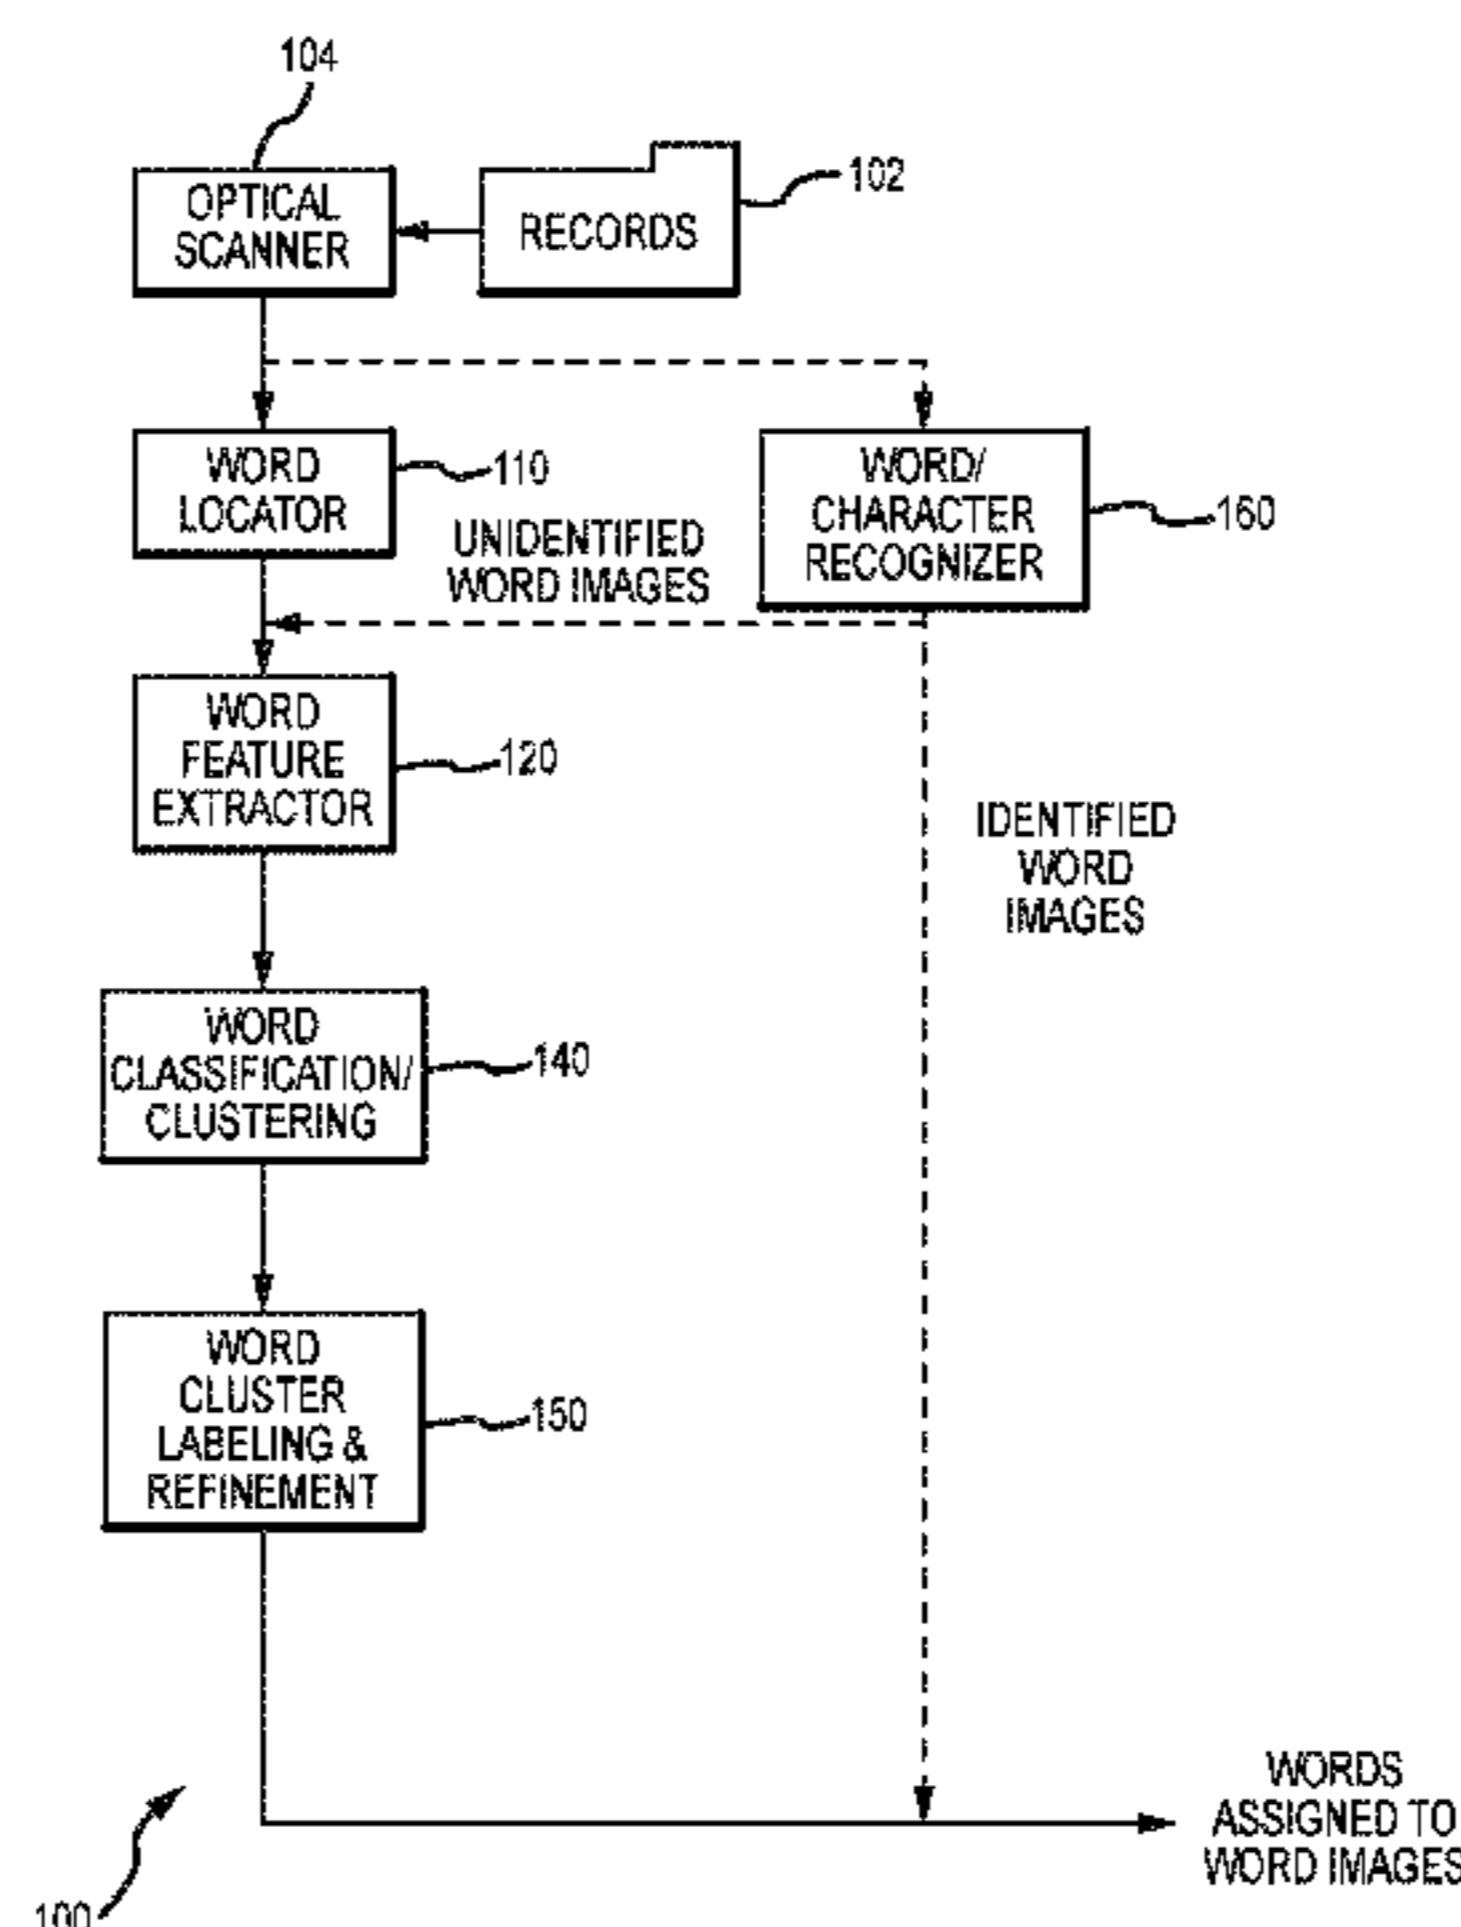 104
OPTICAL
SCANNER
RECORDS
102
WORD
LOCATOR
110
WORD/
CHARACTER
RECOGNIZER
160
UNIDENTIFIED
WORD IMAGES
WORD
FEATURE
EXTRACTOR
120
IDENTIFIED
WORD
IMAGES
WORD
CLASSIFICATION/
CLUSTERING
140
WORD
CLUSTER
LABELING &
REFINEMENT
150
WORDS
ASSIGNED TO
WORD IMAGES
100